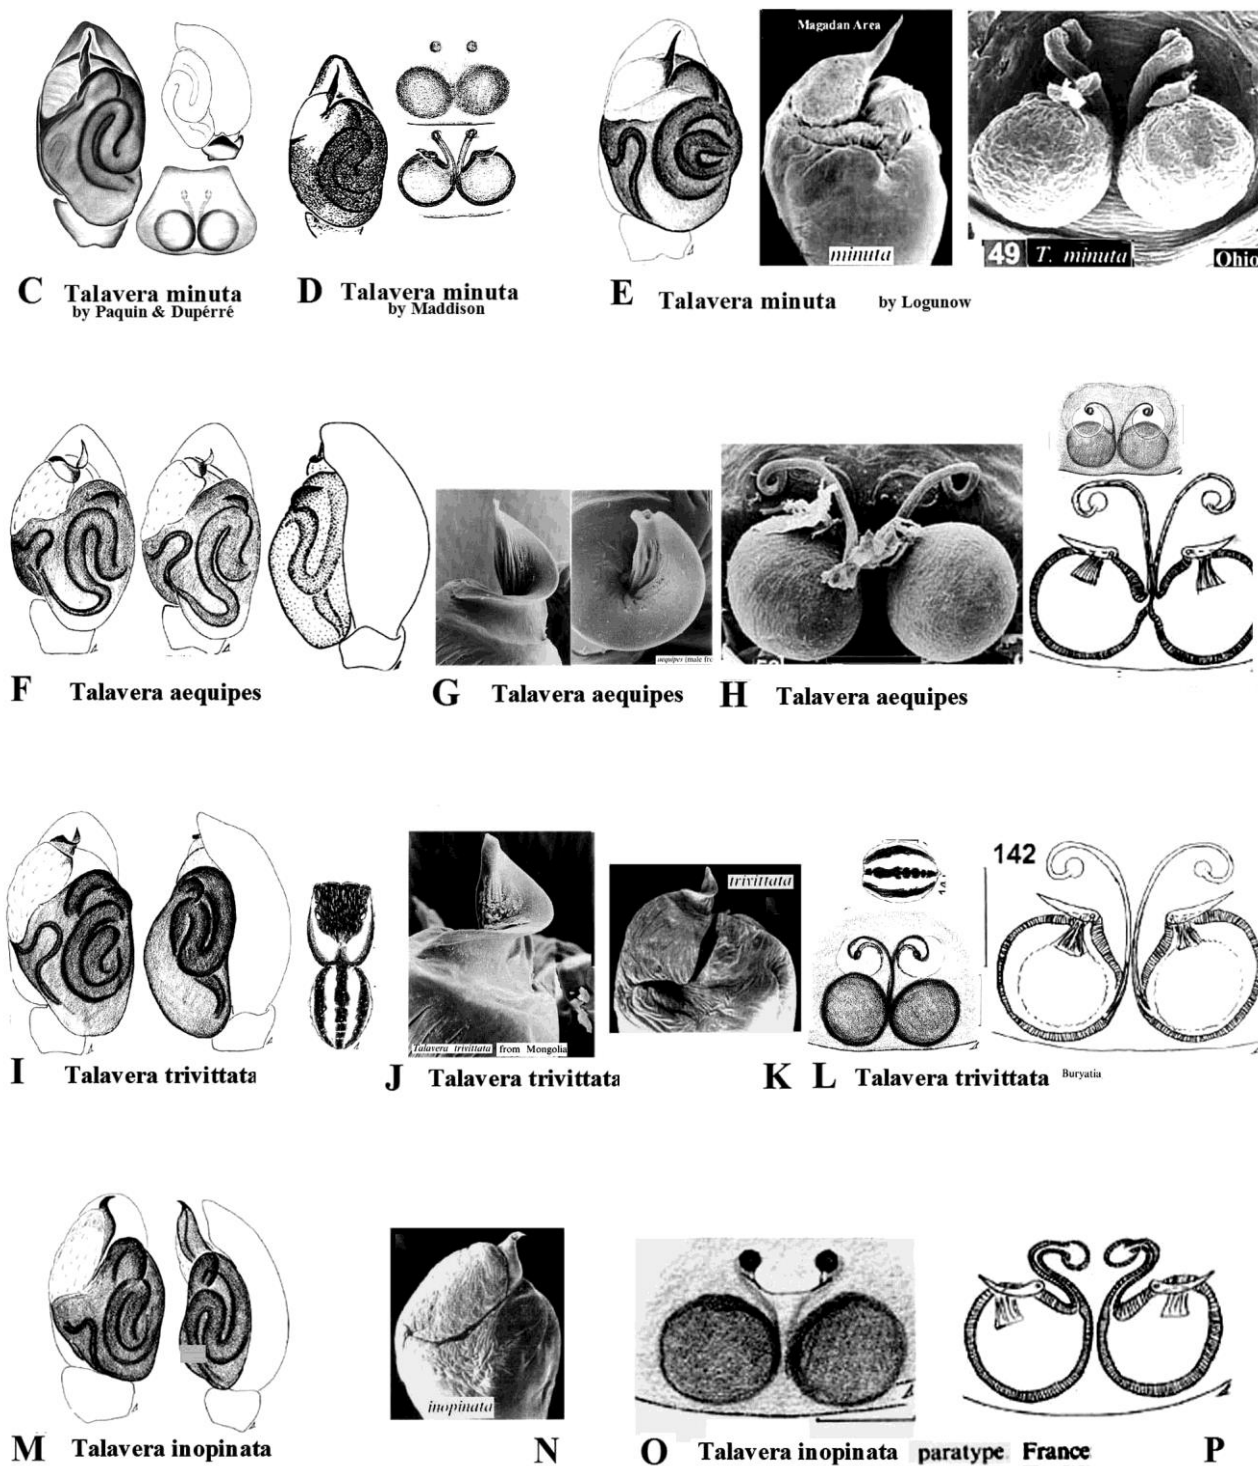 Magadan Area
minuta
49 T. minuta Ohio
C Talavera minuta
by Paquin & Dupérré
D Talavera minuta
by Maddison
E Talavera minuta by Logunow
F Talavera aequipes
G Talavera aequipes
H Talavera aequipes
142
trivittata
Talavera trivittata from Mongolia
I Talavera trivittata
J Talavera trivittata
K
L Talavera trivittata Buryatia
inopinata
M Talavera inopinata
N
O Talavera inopinata paratype France
P